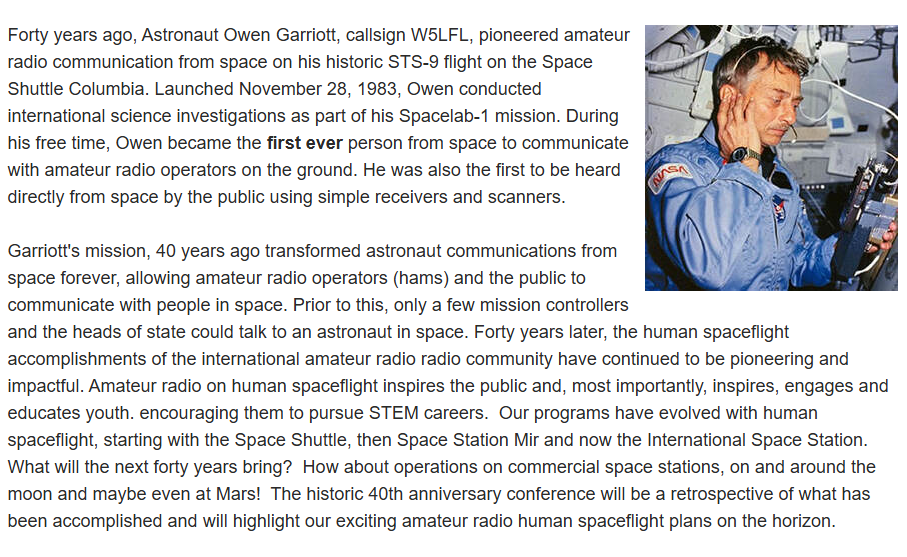 Forty years ago, Astronaut Owen Garriott, callsign W5LFL, pioneered amateur
radio communication from space on his historic STS-9 flight on the Space
Shuttle Columbia. Launched November 28, 1983, Owen conducted
international science investigations as part of his Spacelab-1 mission. During
his free time, Owen became the first ever person from space to communicate
with amateur radio operators on the ground. He was also the first to be heard
directly from space by the public using simple receivers and scanners.
Garriott's mission, 40 years ago transformed astronaut communications from
space forever, allowing amateur radio operators (hams) and the public to
communicate with people in space. Prior to this, only a few mission controllers
and the heads of state could talk to an astronaut in space. Forty years later, the human spaceflight
accomplishments of the international amateur radio radio community have continued to be pioneering and
impactful. Amateur radio on human spaceflight inspires the public and, most importantly, inspires, engages and
educates youth. encouraging them to pursue STEM careers.  Our programs have evolved with human
spaceflight, starting with the Space Shuttle, then Space Station Mir and now the International Space Station.
What will the next forty years bring?  How about operations on commercial space stations, on and around the
moon and maybe even at Mars!  The historic 40th anniversary conference will be a retrospective of what has
been accomplished and will highlight our exciting amateur radio human spaceflight plans on the horizon.
NASA